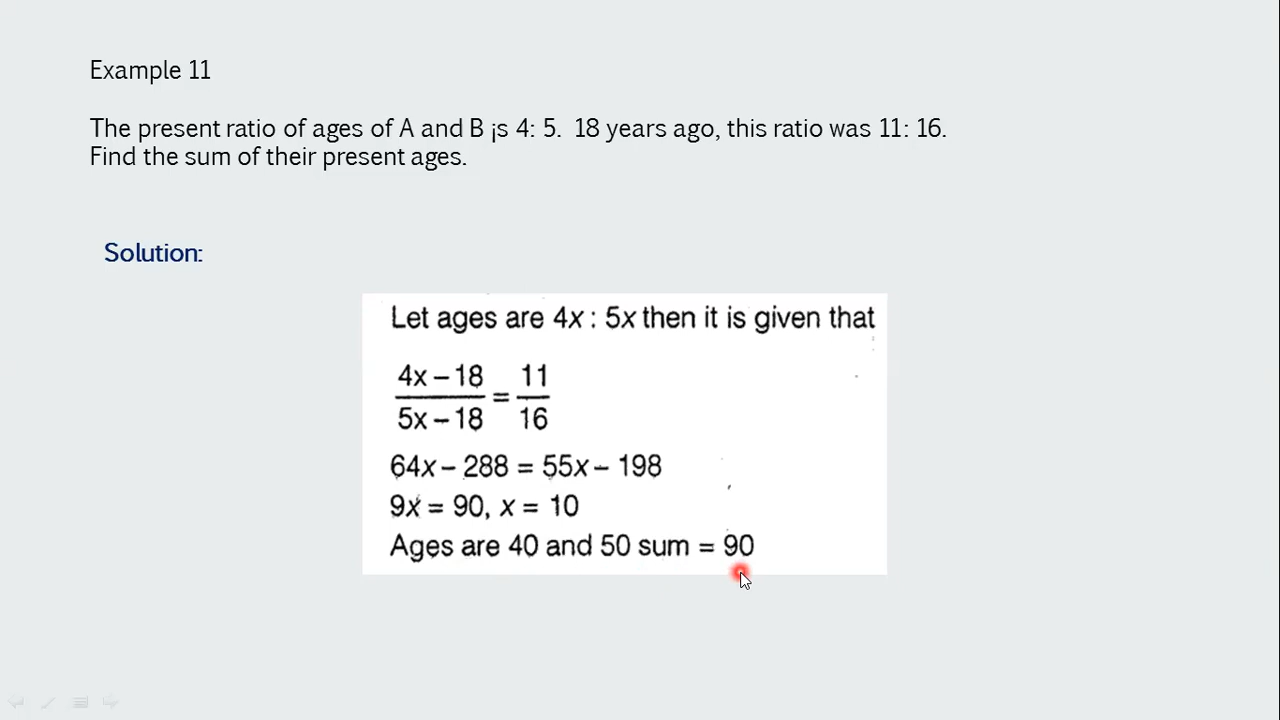 Example 11
The present ratio of ages of A and B ¡s 4: 5.  18 years ago, this ratio was 11: 16.
Find the sum of their present ages.
Solution:
Let ages are 4x : 5x then it is given that
4x – 18 / 5x – 18 = 11 / 16
64x – 288 = 55x – 198
9x = 90, x = 10
Ages are 40 and 50 sum = 90